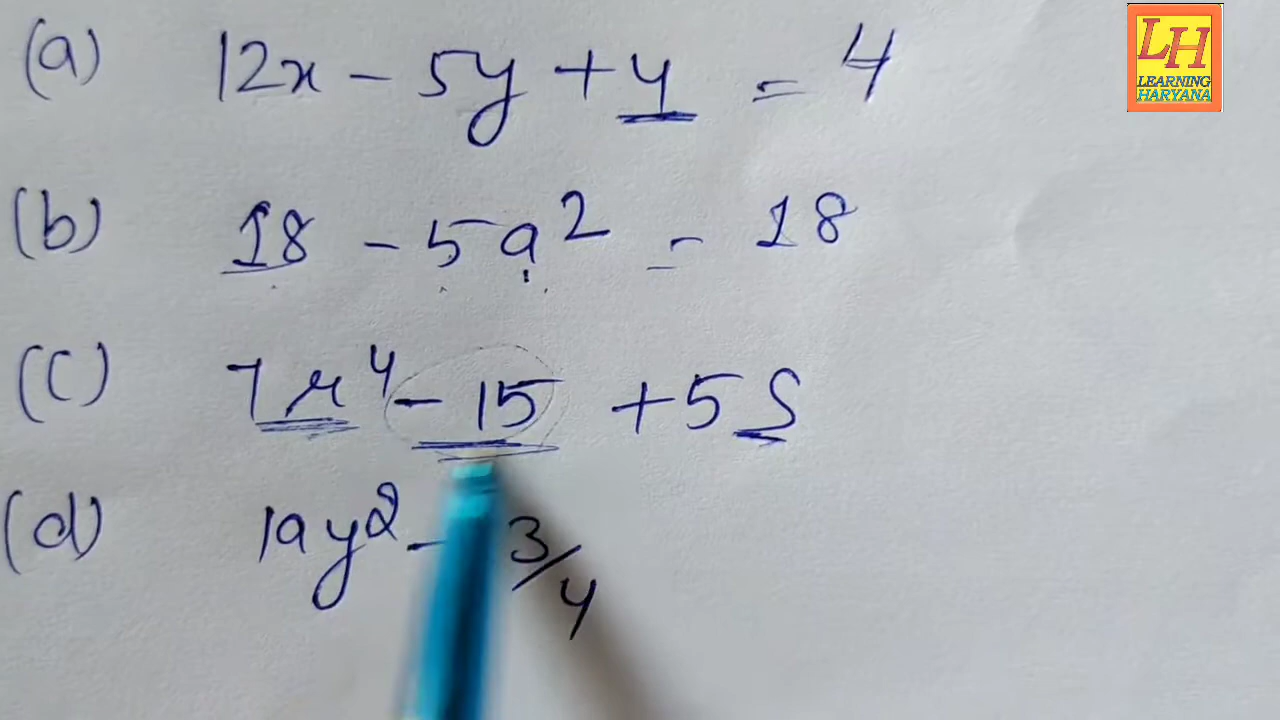 LH
LEARNING
HARYANA
(a) 12x - 5y + 4 = 4
(b) 18 - 5a² = 18
(c) 7r⁴ - 15 + 5S
(d) 19y² - 3/4